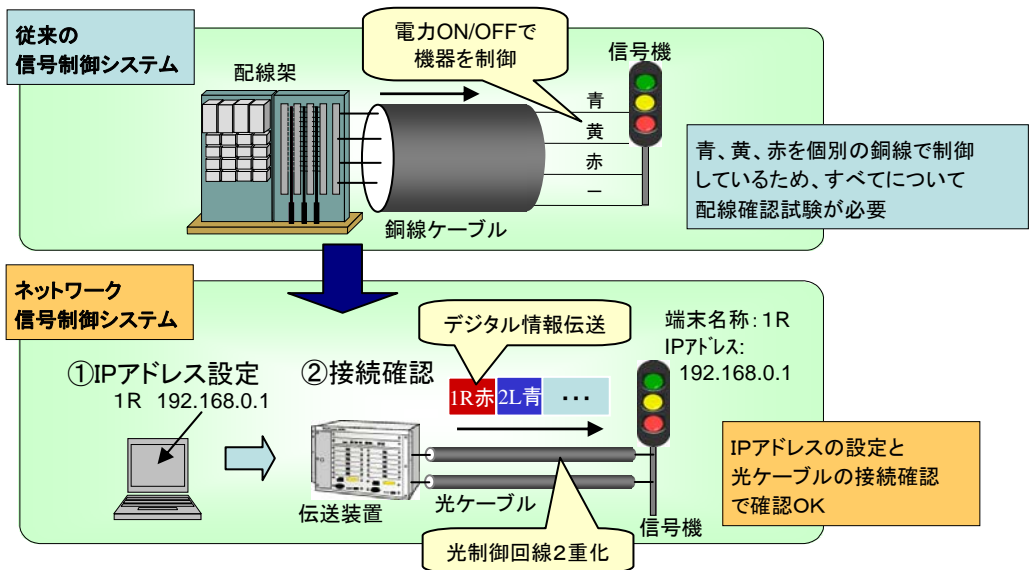 従来の
信号制御システム
電力ON/OFFで
機器を制御
信号機
配線架
青
黄
赤
ー
銅線ケーブル
青、黄、赤を個別の銅線で制御
しているため、すべてについて
配線確認試験が必要
ネットワーク
信号制御システム
デジタル情報伝送
端末名称:1R
IPアドレス:
192.168.0.1
①IPアドレス設定
1R 192.168.0.1
②接続確認
1R赤 2L青 ・・・
伝送装置
光ケーブル
信号機
光制御回線2重化
IPアドレスの設定と
光ケーブルの接続確認
で確認OK